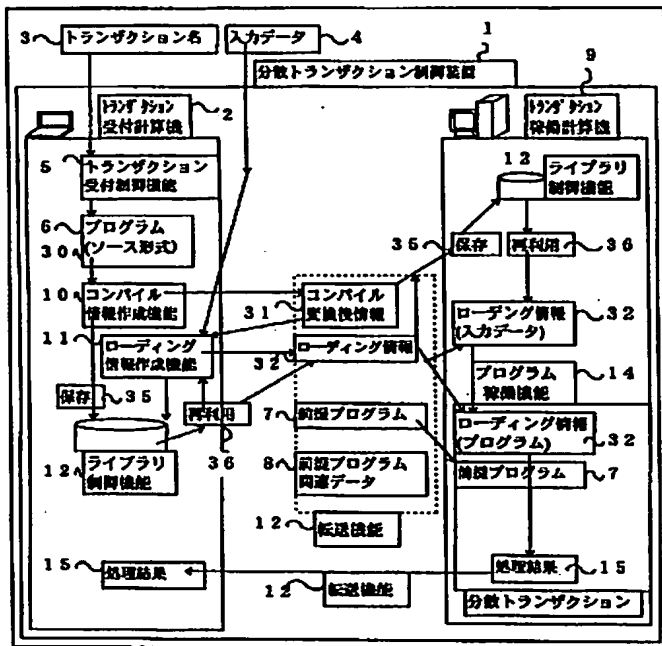 3 トランザクション名
入力データ 4
1
分散トランザクション制御装置
9
トランザクション
受付計算機 2
トランザクション
稼働計算機
5 トランザクション
受付制御機能
12
ライブラリ
制御機能
6 プログラム
30 (ソース形式)
35 保存 再利用 36
10 コンパイル
情報作成機能
31 コンパイル
変換後情報
ローデング情報 32
(入力データ)
11 ローディング
情報作成機能
32 ローディング情報
プログラム 14
稼働機能
保存 35
再利用
36
7 前提プログラム
ローディング情報
(プログラム) 32
12 ライブラリ
制御機能
8 前提プログラム
関連データ
前提プログラム 7
12 転送機能
15 処理結果
処理結果 15
12 転送機能
分散トランザクション